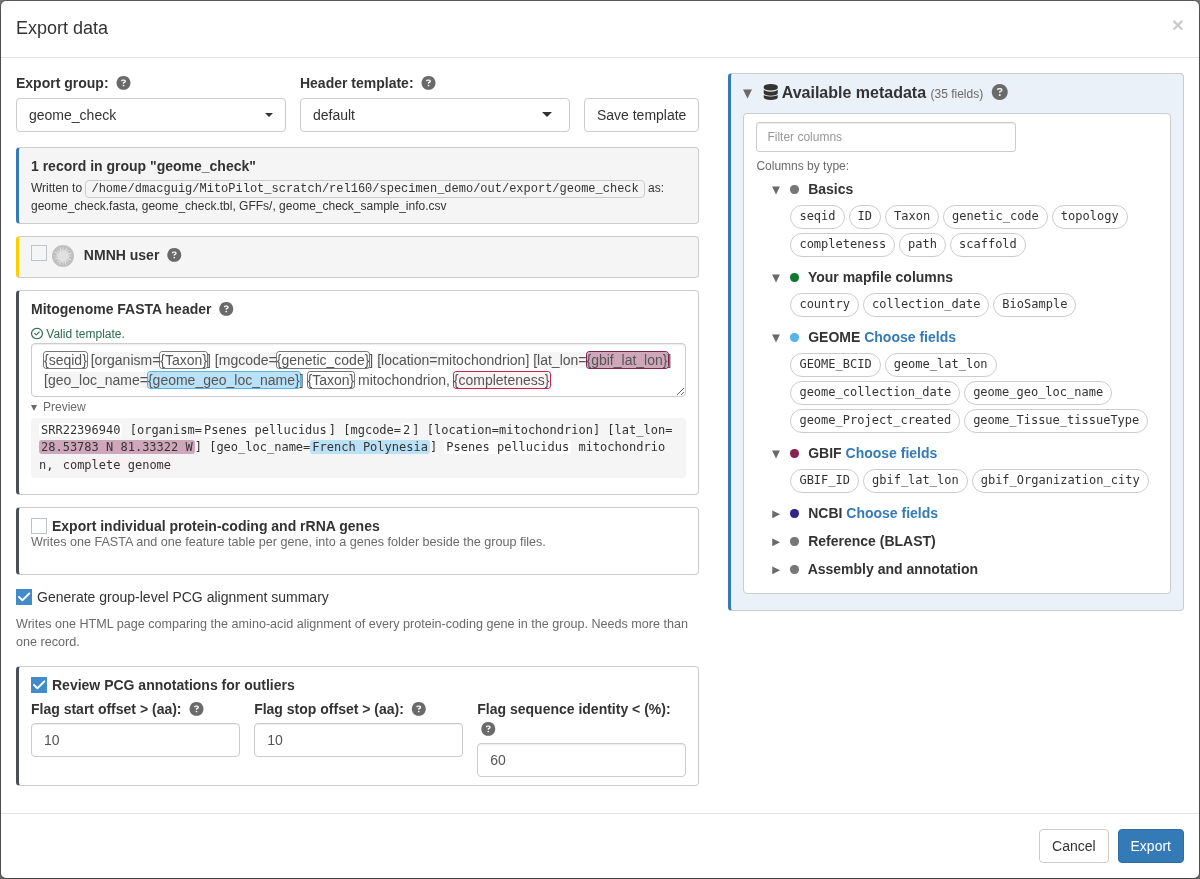 Export data
×
Export group: ?
Header template: ?
geome_check
default
Save template
1 record in group "geome_check"
Written to /home/dmacguig/MitoPilot_scratch/rel160/specimen_demo/out/export/geome_check as:
geome_check.fasta, geome_check.tbl, GFFs/, geome_check_sample_info.csv
NMNH user ?
Mitogenome FASTA header ?
Valid template.
{seqid} [organism={Taxon}] [mgcode={genetic_code}] [location=mitochondrion] [lat_lon={gbif_lat_lon}]
[geo_loc_name={geome_geo_loc_name}] {Taxon} mitochondrion, {completeness}
▾ Preview
SRR22396940 [organism=Psenes pellucidus] [mgcode=2] [location=mitochondrion] [lat_lon=
28.53783 N 81.33322 W] [geo_loc_name=French Polynesia] Psenes pellucidus mitochondrio
n, complete genome
Export individual protein-coding and rRNA genes
Writes one FASTA and one feature table per gene, into a genes folder beside the group files.
Generate group-level PCG alignment summary
Writes one HTML page comparing the amino-acid alignment of every protein-coding gene in the group. Needs more than
one record.
Review PCG annotations for outliers
Flag start offset > (aa): ?
Flag stop offset > (aa): ?
Flag sequence identity < (%):
?
10
10
60
▼ Available metadata (35 fields) ?
Filter columns
Columns by type:
▼ Basics
seqid ID Taxon genetic_code topology
completeness path scaffold
▼ Your mapfile columns
country collection_date BioSample
▼ GEOME Choose fields
GEOME_BCID geome_lat_lon
geome_collection_date geome_geo_loc_name
geome_Project_created geome_Tissue_tissueType
▼ GBIF Choose fields
GBIF_ID gbif_lat_lon gbif_Organization_city
► NCBI Choose fields
► Reference (BLAST)
► Assembly and annotation
Cancel
Export